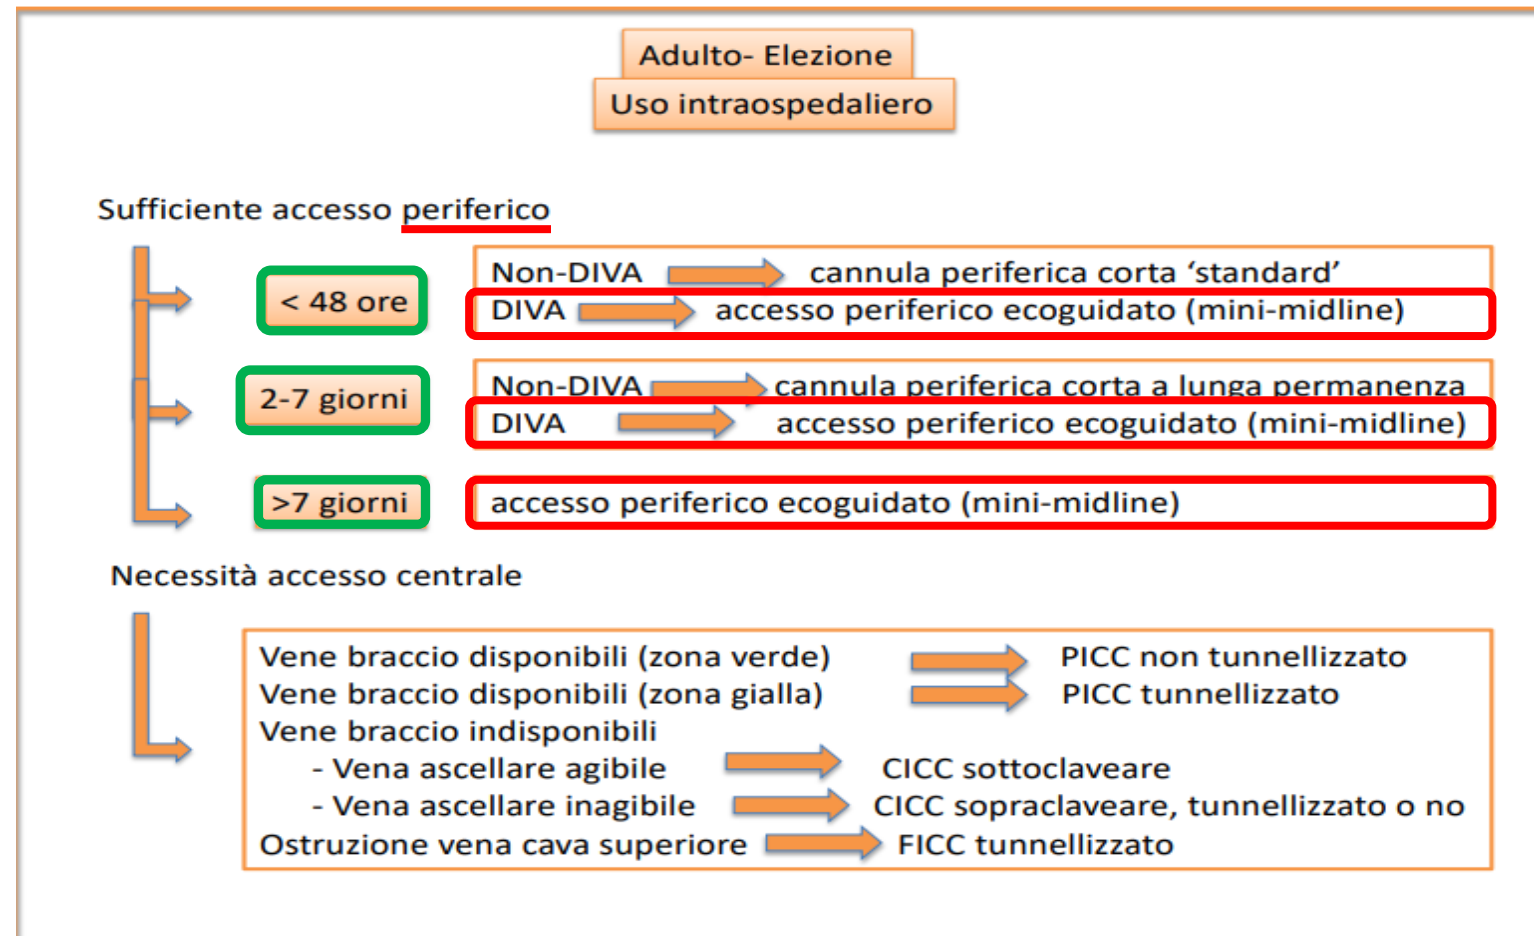 Adulto- Elezione
Uso intraospedaliero
Sufficiente accesso periferico
< 48 ore
Non-DIVA cannula periferica corta ‘standard’
DIVA accesso periferico ecoguidato (mini-midline)
2-7 giorni
Non-DIVA cannula periferica corta a lunga permanenza
DIVA accesso periferico ecoguidato (mini-midline)
>7 giorni accesso periferico ecoguidato (mini-midline)
Necessità accesso centrale
Vene braccio disponibili (zona verde) PICC non tunnellizzato
Vene braccio disponibili (zona gialla) PICC tunnellizzato
Vene braccio indisponibili
- Vena ascellare agibile CICC sottoclaveare
- Vena ascellare inagibile CICC sopraclaveare, tunnellizzato o no
Ostruzione vena cava superiore FICC tunnellizzato